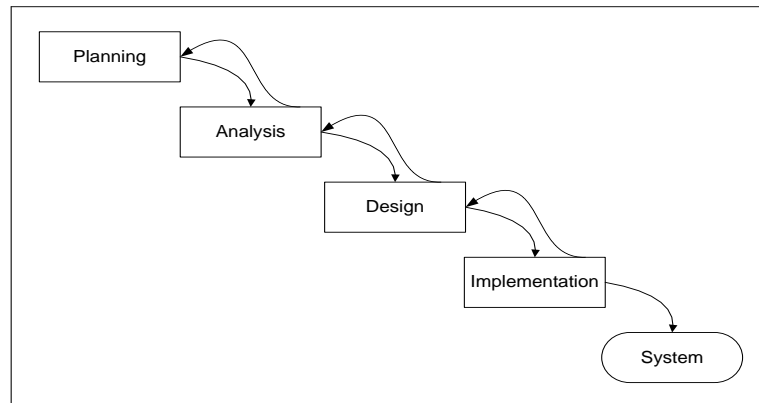 Planning
Analysis
Design
Implementation
System